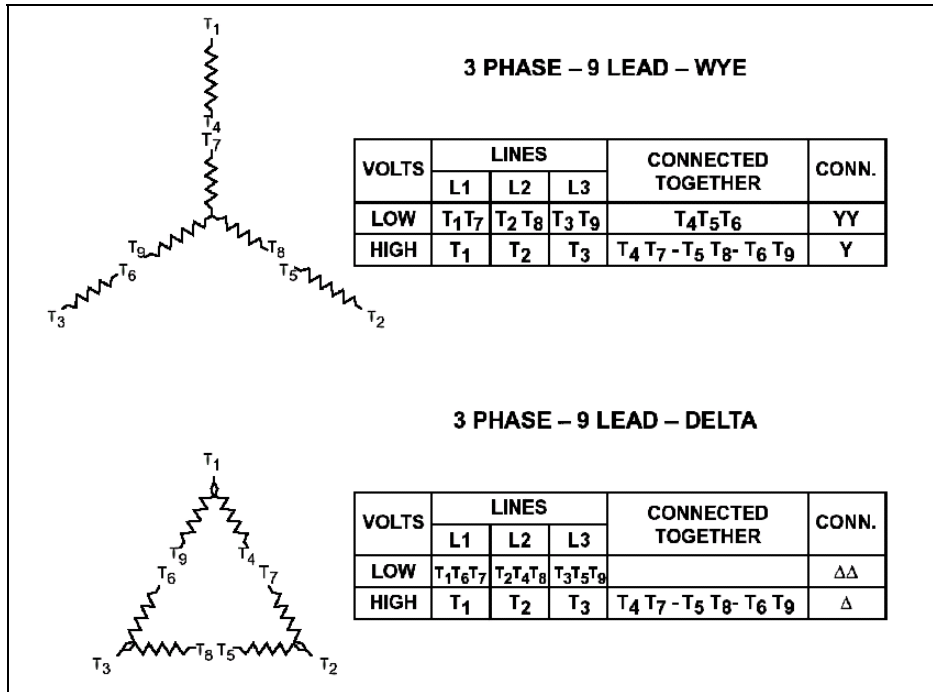 T1
T4
T7
T9
T8
T6
T5
T3
T2
3 PHASE – 9 LEAD – WYE
VOLTS LINES CONNECTED TOGETHER CONN.
L1 L2 L3
LOW T1T7 T2 T8 T3 T9 T4T5T6 YY
HIGH T1 T2 T3 T4 T7 - T5 T8- T6 T9 Y
3 PHASE – 9 LEAD – DELTA
T1
T9 T4
T6 T7
T8 T5
T3 T2
VOLTS LINES CONNECTED TOGETHER CONN.
L1 L2 L3
LOW T1T6T7 T2T4T8 T3T5T9 ΔΔ
HIGH T1 T2 T3 T4 T7 - T5 T8- T6 T9 Δ